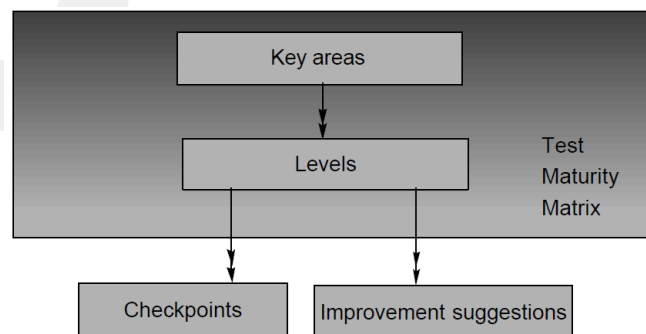 Key areas
Levels
Test
Maturity
Matrix
Checkpoints
Improvement suggestions